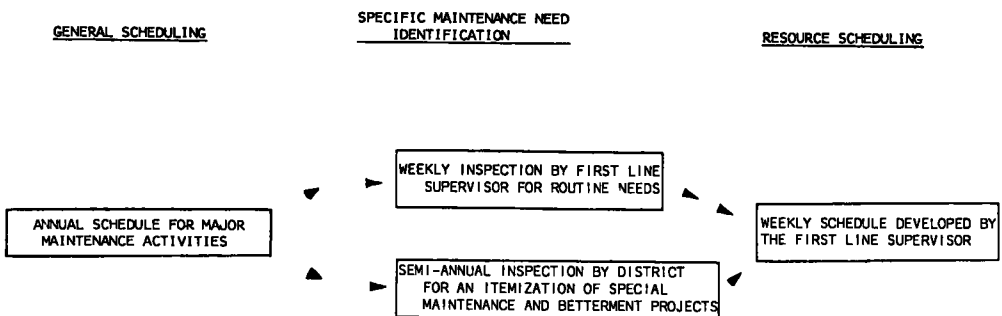 GENERAL SCHEDULING
SPECIFIC MAINTENANCE NEED
IDENTIFICATION
RESOURCE SCHEDULING
WEEKLY INSPECTION BY FIRST LINE
SUPERVISOR FOR ROUTINE NEEDS
ANNUAL SCHEDULE FOR MAJOR
MAINTENANCE ACTIVITIES
WEEKLY SCHEDULE DEVELOPED BY
THE FIRST LINE SUPERVISOR
SEMI-ANNUAL INSPECTION BY DISTRICT
FOR AN ITEMIZATION OF SPECIAL
MAINTENANCE AND BETTERMENT PROJECTS